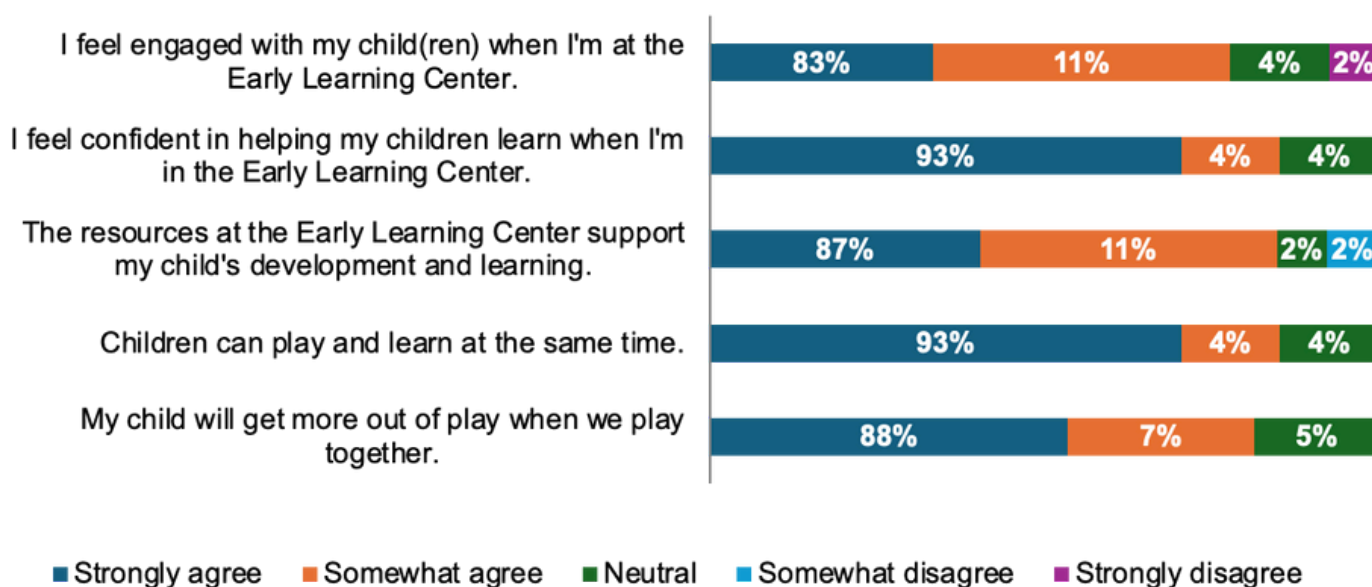 I feel engaged with my child(ren) when I'm at the
Early Learning Center.
83% 11% 4% 2%
I feel confident in helping my children learn when I'm
in the Early Learning Center.
93% 4% 4%
The resources at the Early Learning Center support
my child's development and learning.
87% 11% 2% 2%
Children can play and learn at the same time.
93% 4% 4%
My child will get more out of play when we play
together.
88% 7% 5%
Strongly agree Somewhat agree Neutral Somewhat disagree Strongly disagree